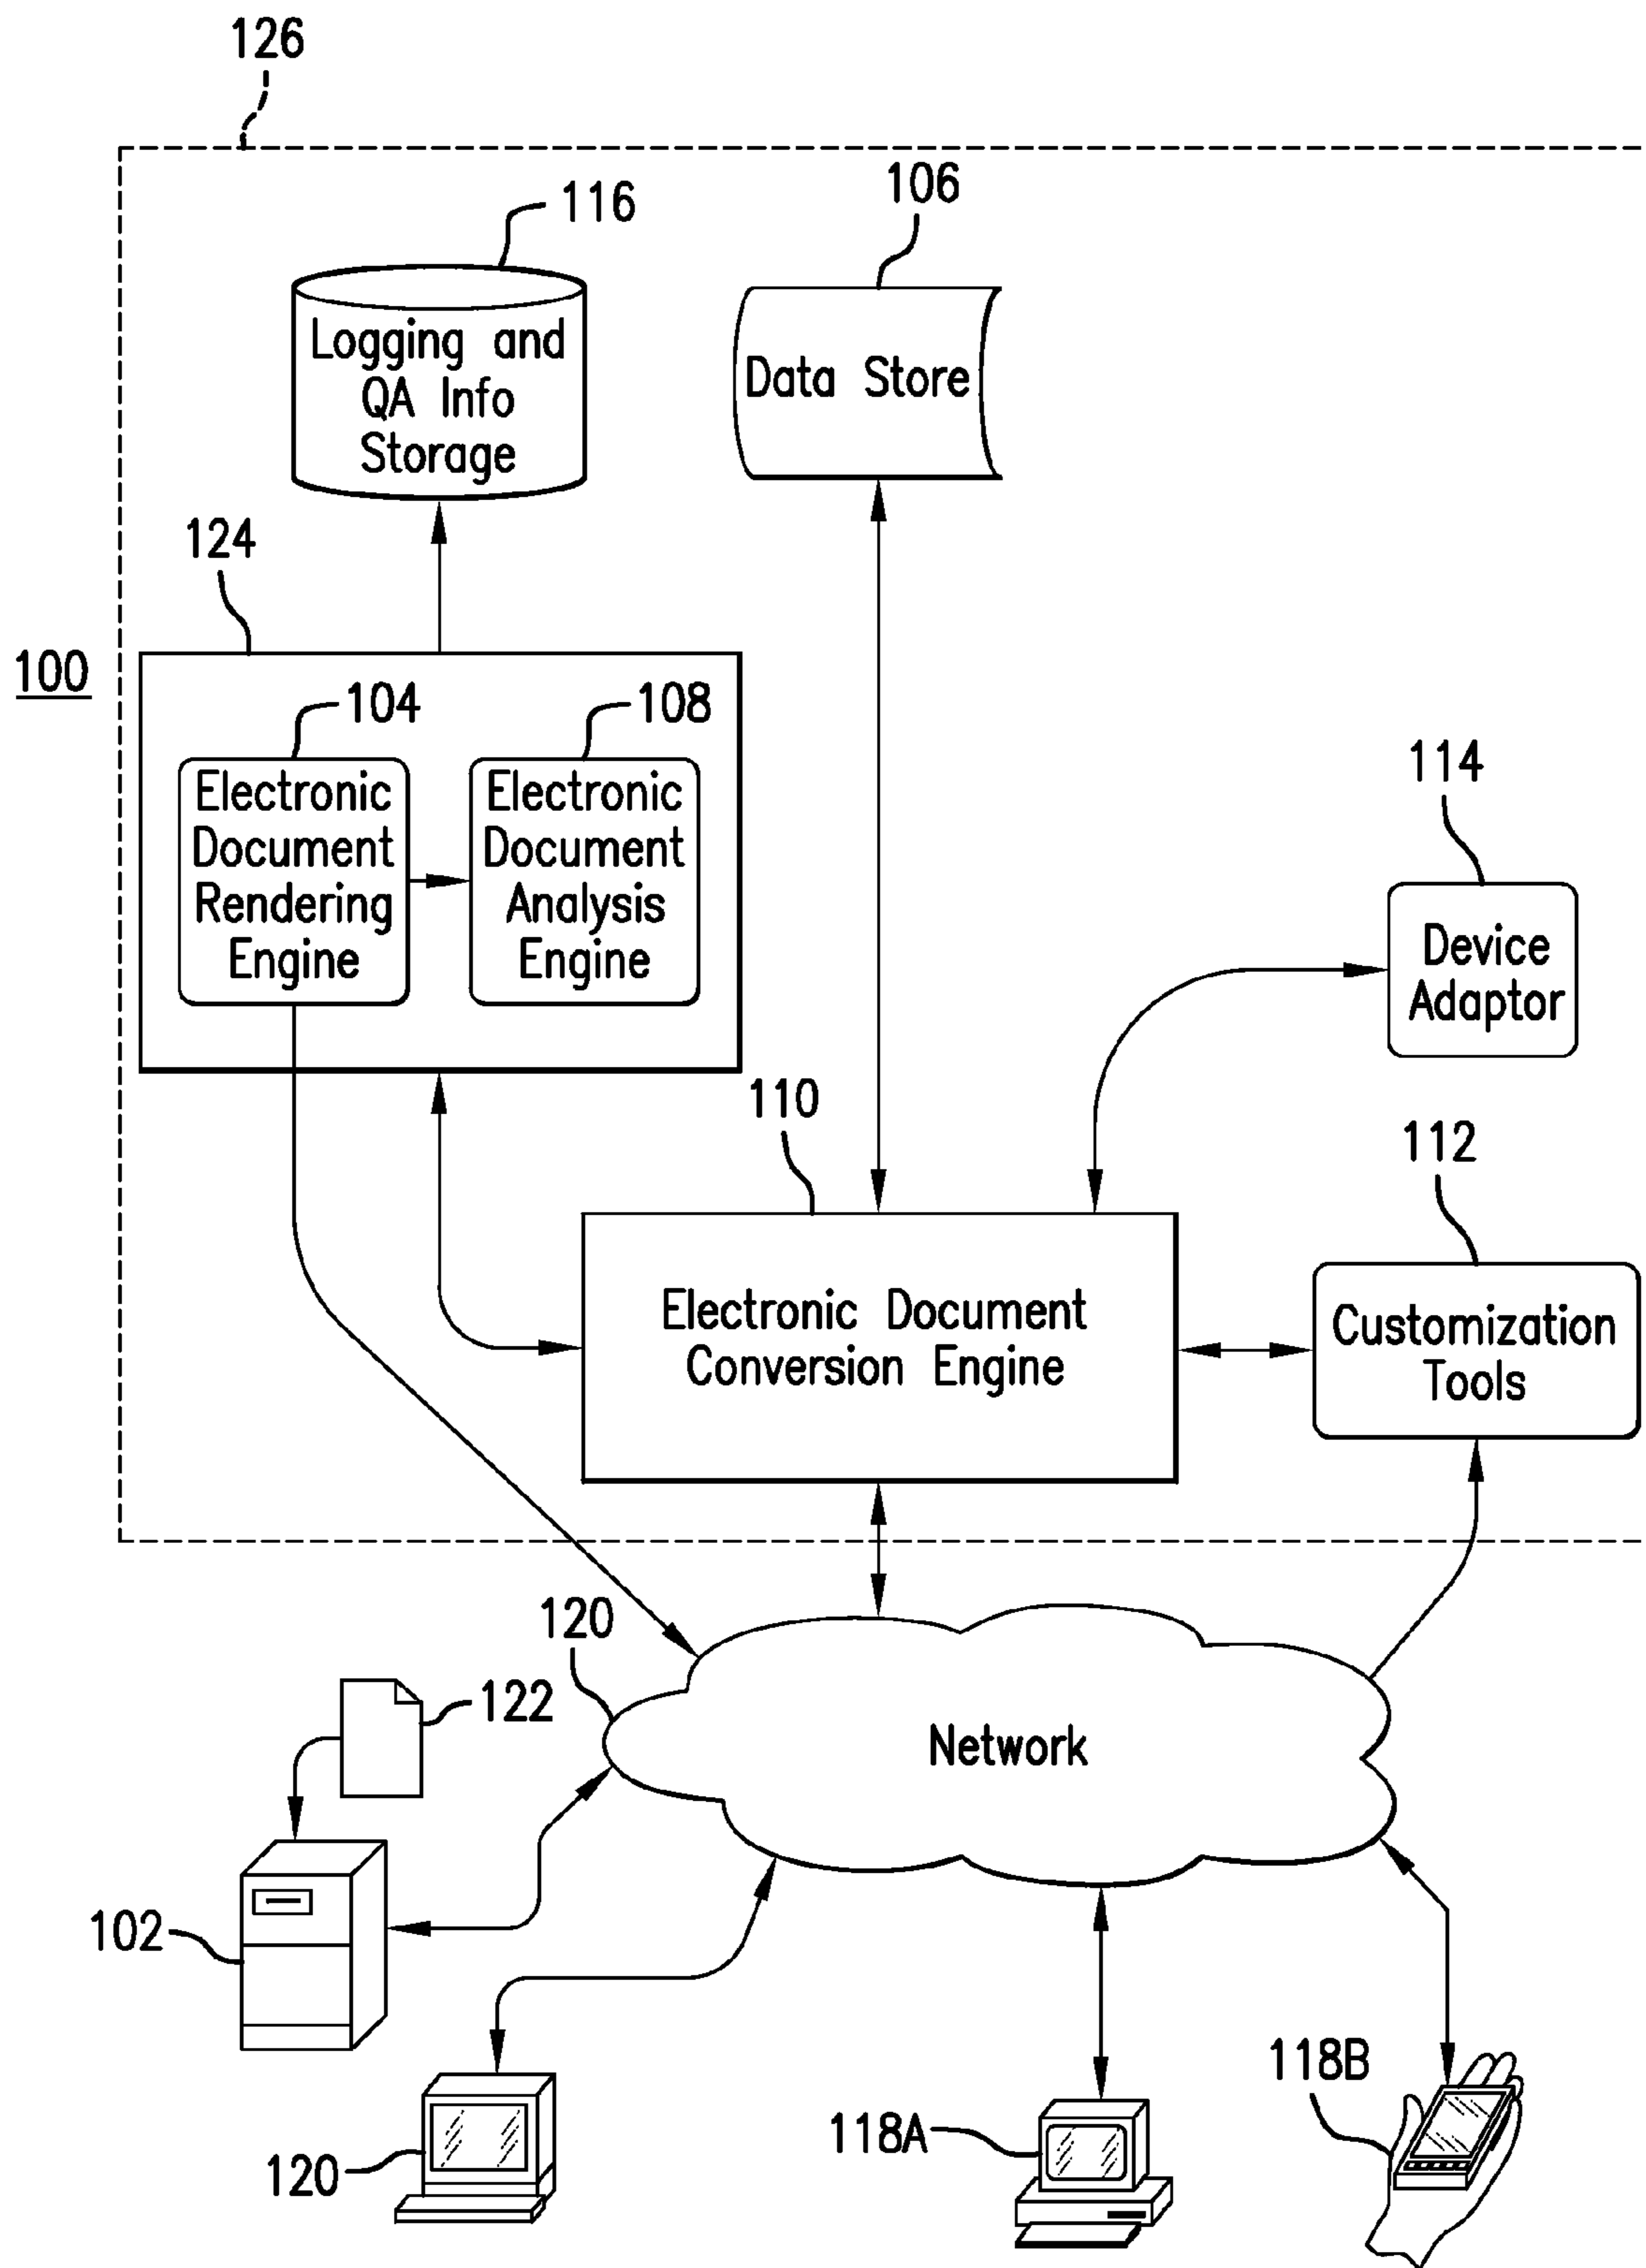 126
116
106
Logging and
QA Info
Storage
Data Store
124
100
104
108
Electronic
Document
Rendering
Engine
Electronic
Document
Analysis
Engine
114
Device
Adaptor
110
112
Electronic Document
Conversion Engine
Customization
Tools
120
122
Network
102
118A
118B
120